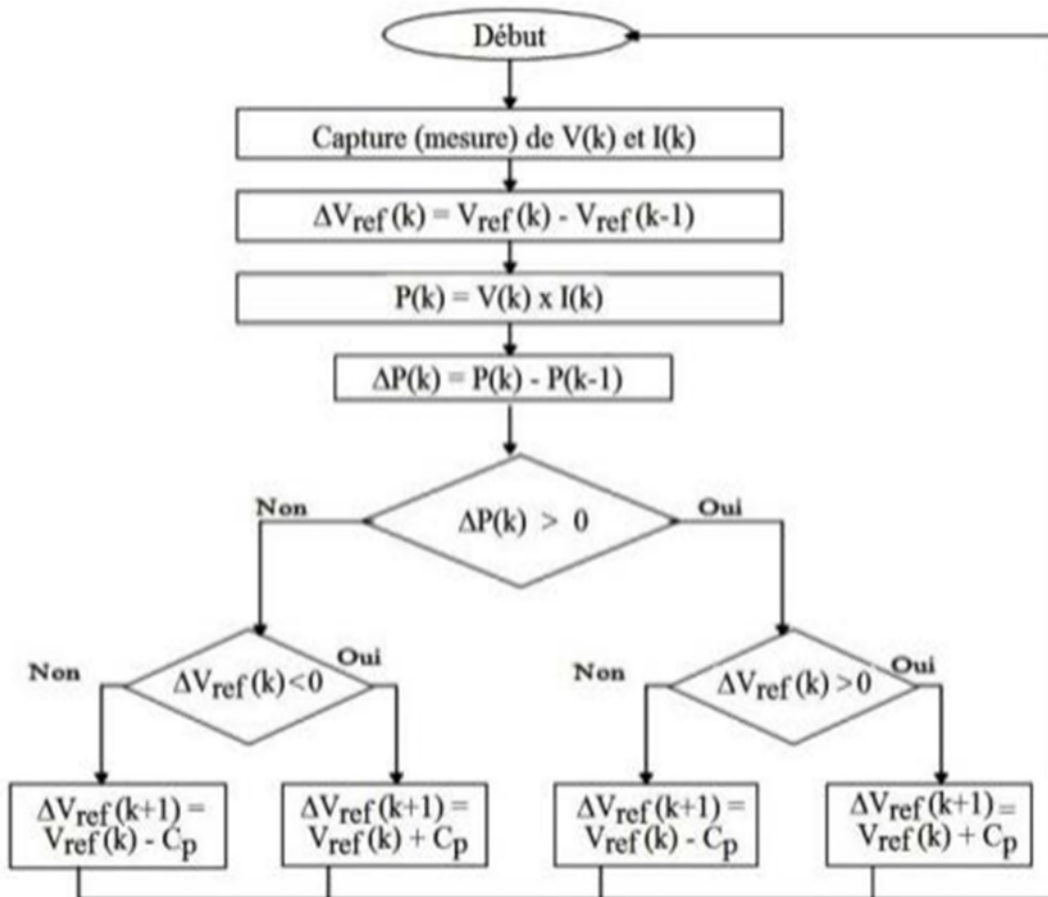 Début
Capture (mesure) de V(k) et I(k)
ΔVref(k) = Vref(k) - Vref(k-1)
P(k) = V(k) x I(k)
ΔP(k) = P(k) - P(k-1)
Non
ΔP(k) > 0
Oui
Non
ΔVref(k)<0
Oui
Non
ΔVref(k) >0
Oui
ΔVref(k+1) =
Vref(k) - Cp
ΔVref(k+1) =
Vref(k) + Cp
ΔVref(k+1) =
Vref(k) - Cp
ΔVref(k+1) =
Vref(k) + Cp